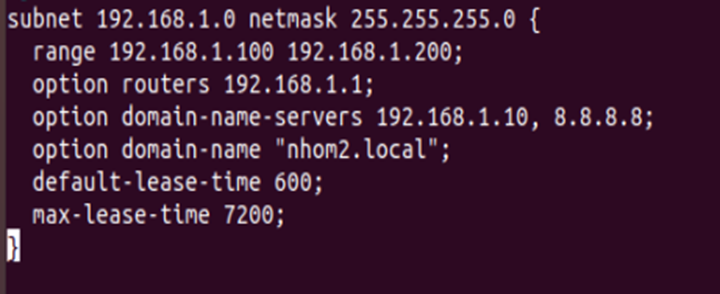 subnet 192.168.1.0 netmask 255.255.255.0 {
  range 192.168.1.100 192.168.1.200;
  option routers 192.168.1.1;
  option domain-name-servers 192.168.1.10, 8.8.8.8;
  option domain-name "nhom2.local";
  default-lease-time 600;
  max-lease-time 7200;
}